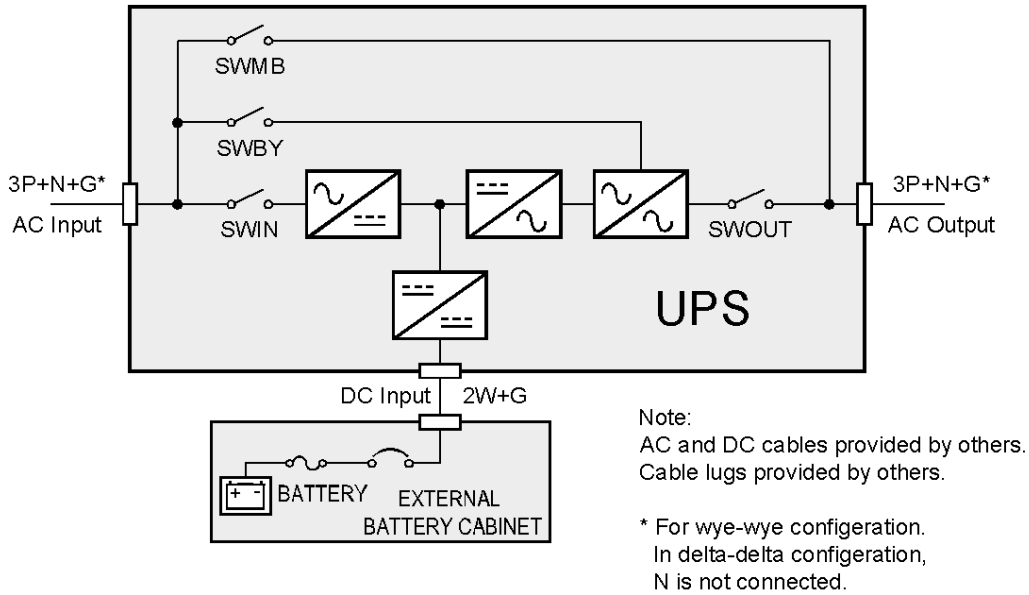 SWMB
SWBY
3P+N+G*
AC Input
SWIN
SWOUT
3P+N+G*
AC Output
UPS
DC Input
2W+G
BATTERY
EXTERNAL
BATTERY CABINET
Note:
AC and DC cables provided by others.
Cable lugs provided by others.
* For wye-wye configeration.
In delta-delta configeration,
N is not connected.